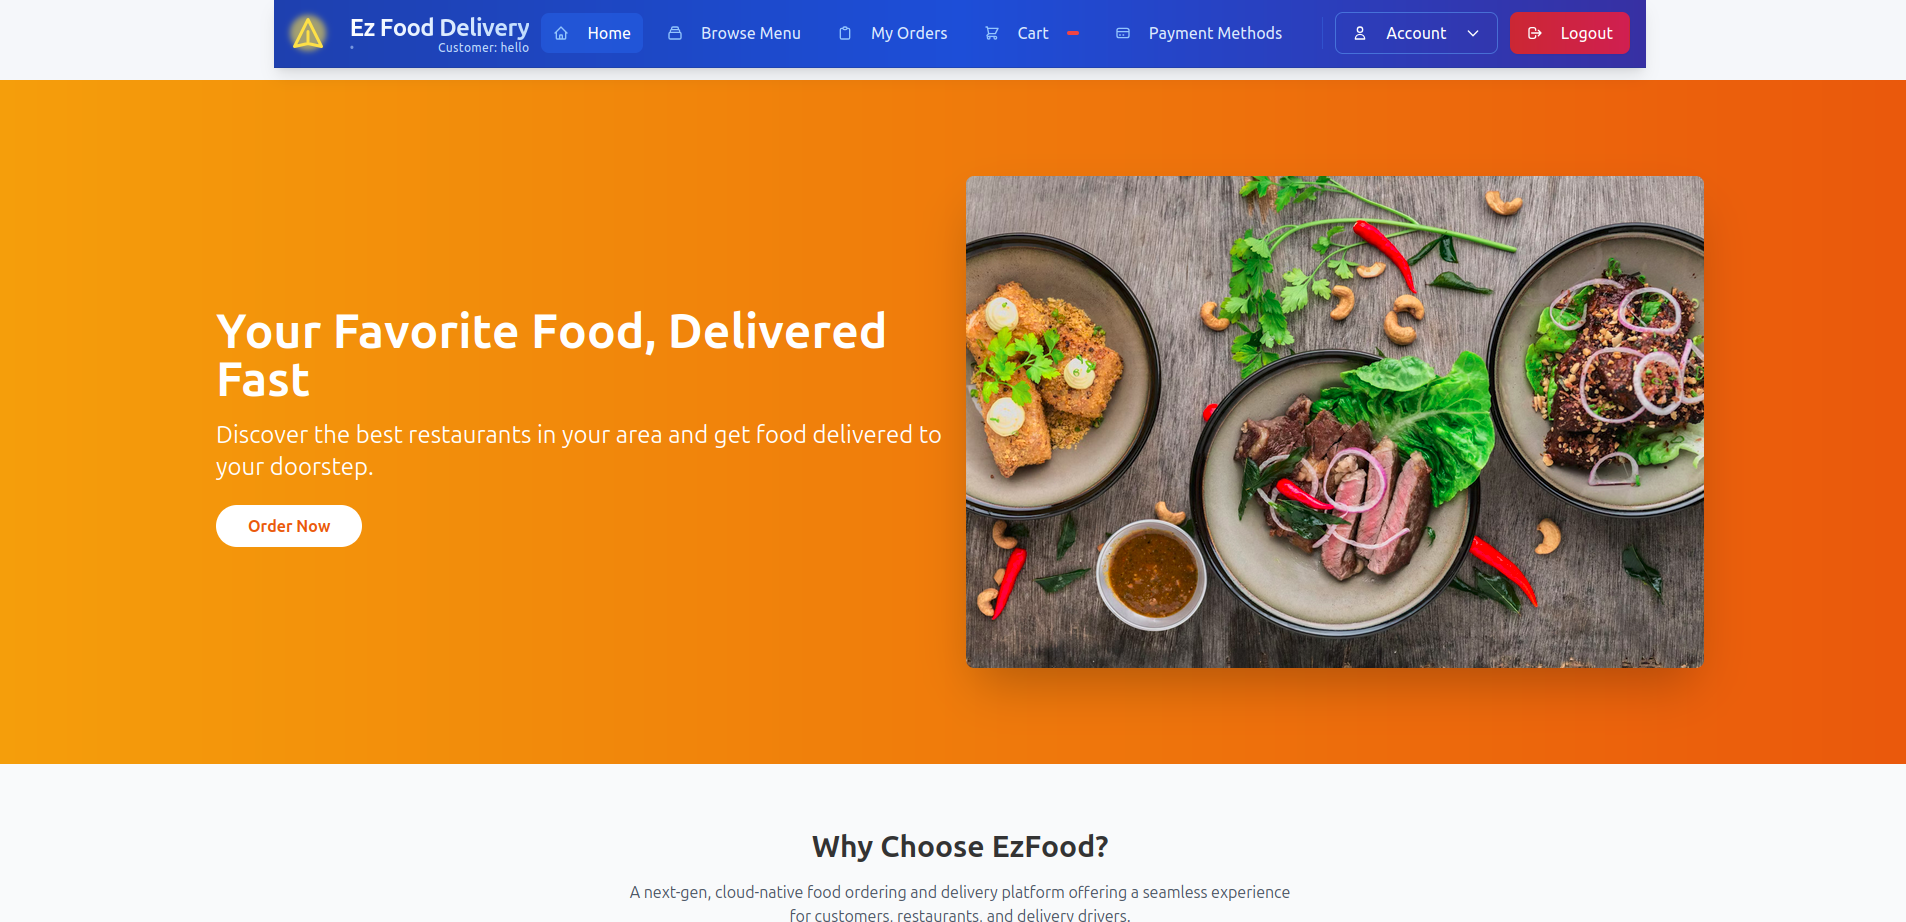 Ez Food Delivery
Customer: hello
Home
Browse Menu
My Orders
Cart
Payment Methods
Account
Logout
Your Favorite Food, Delivered
Fast
Discover the best restaurants in your area and get food delivered to
your doorstep.
Order Now
Why Choose EzFood?
A next-gen, cloud-native food ordering and delivery platform offering a seamless experience
for customers, restaurants, and delivery drivers.